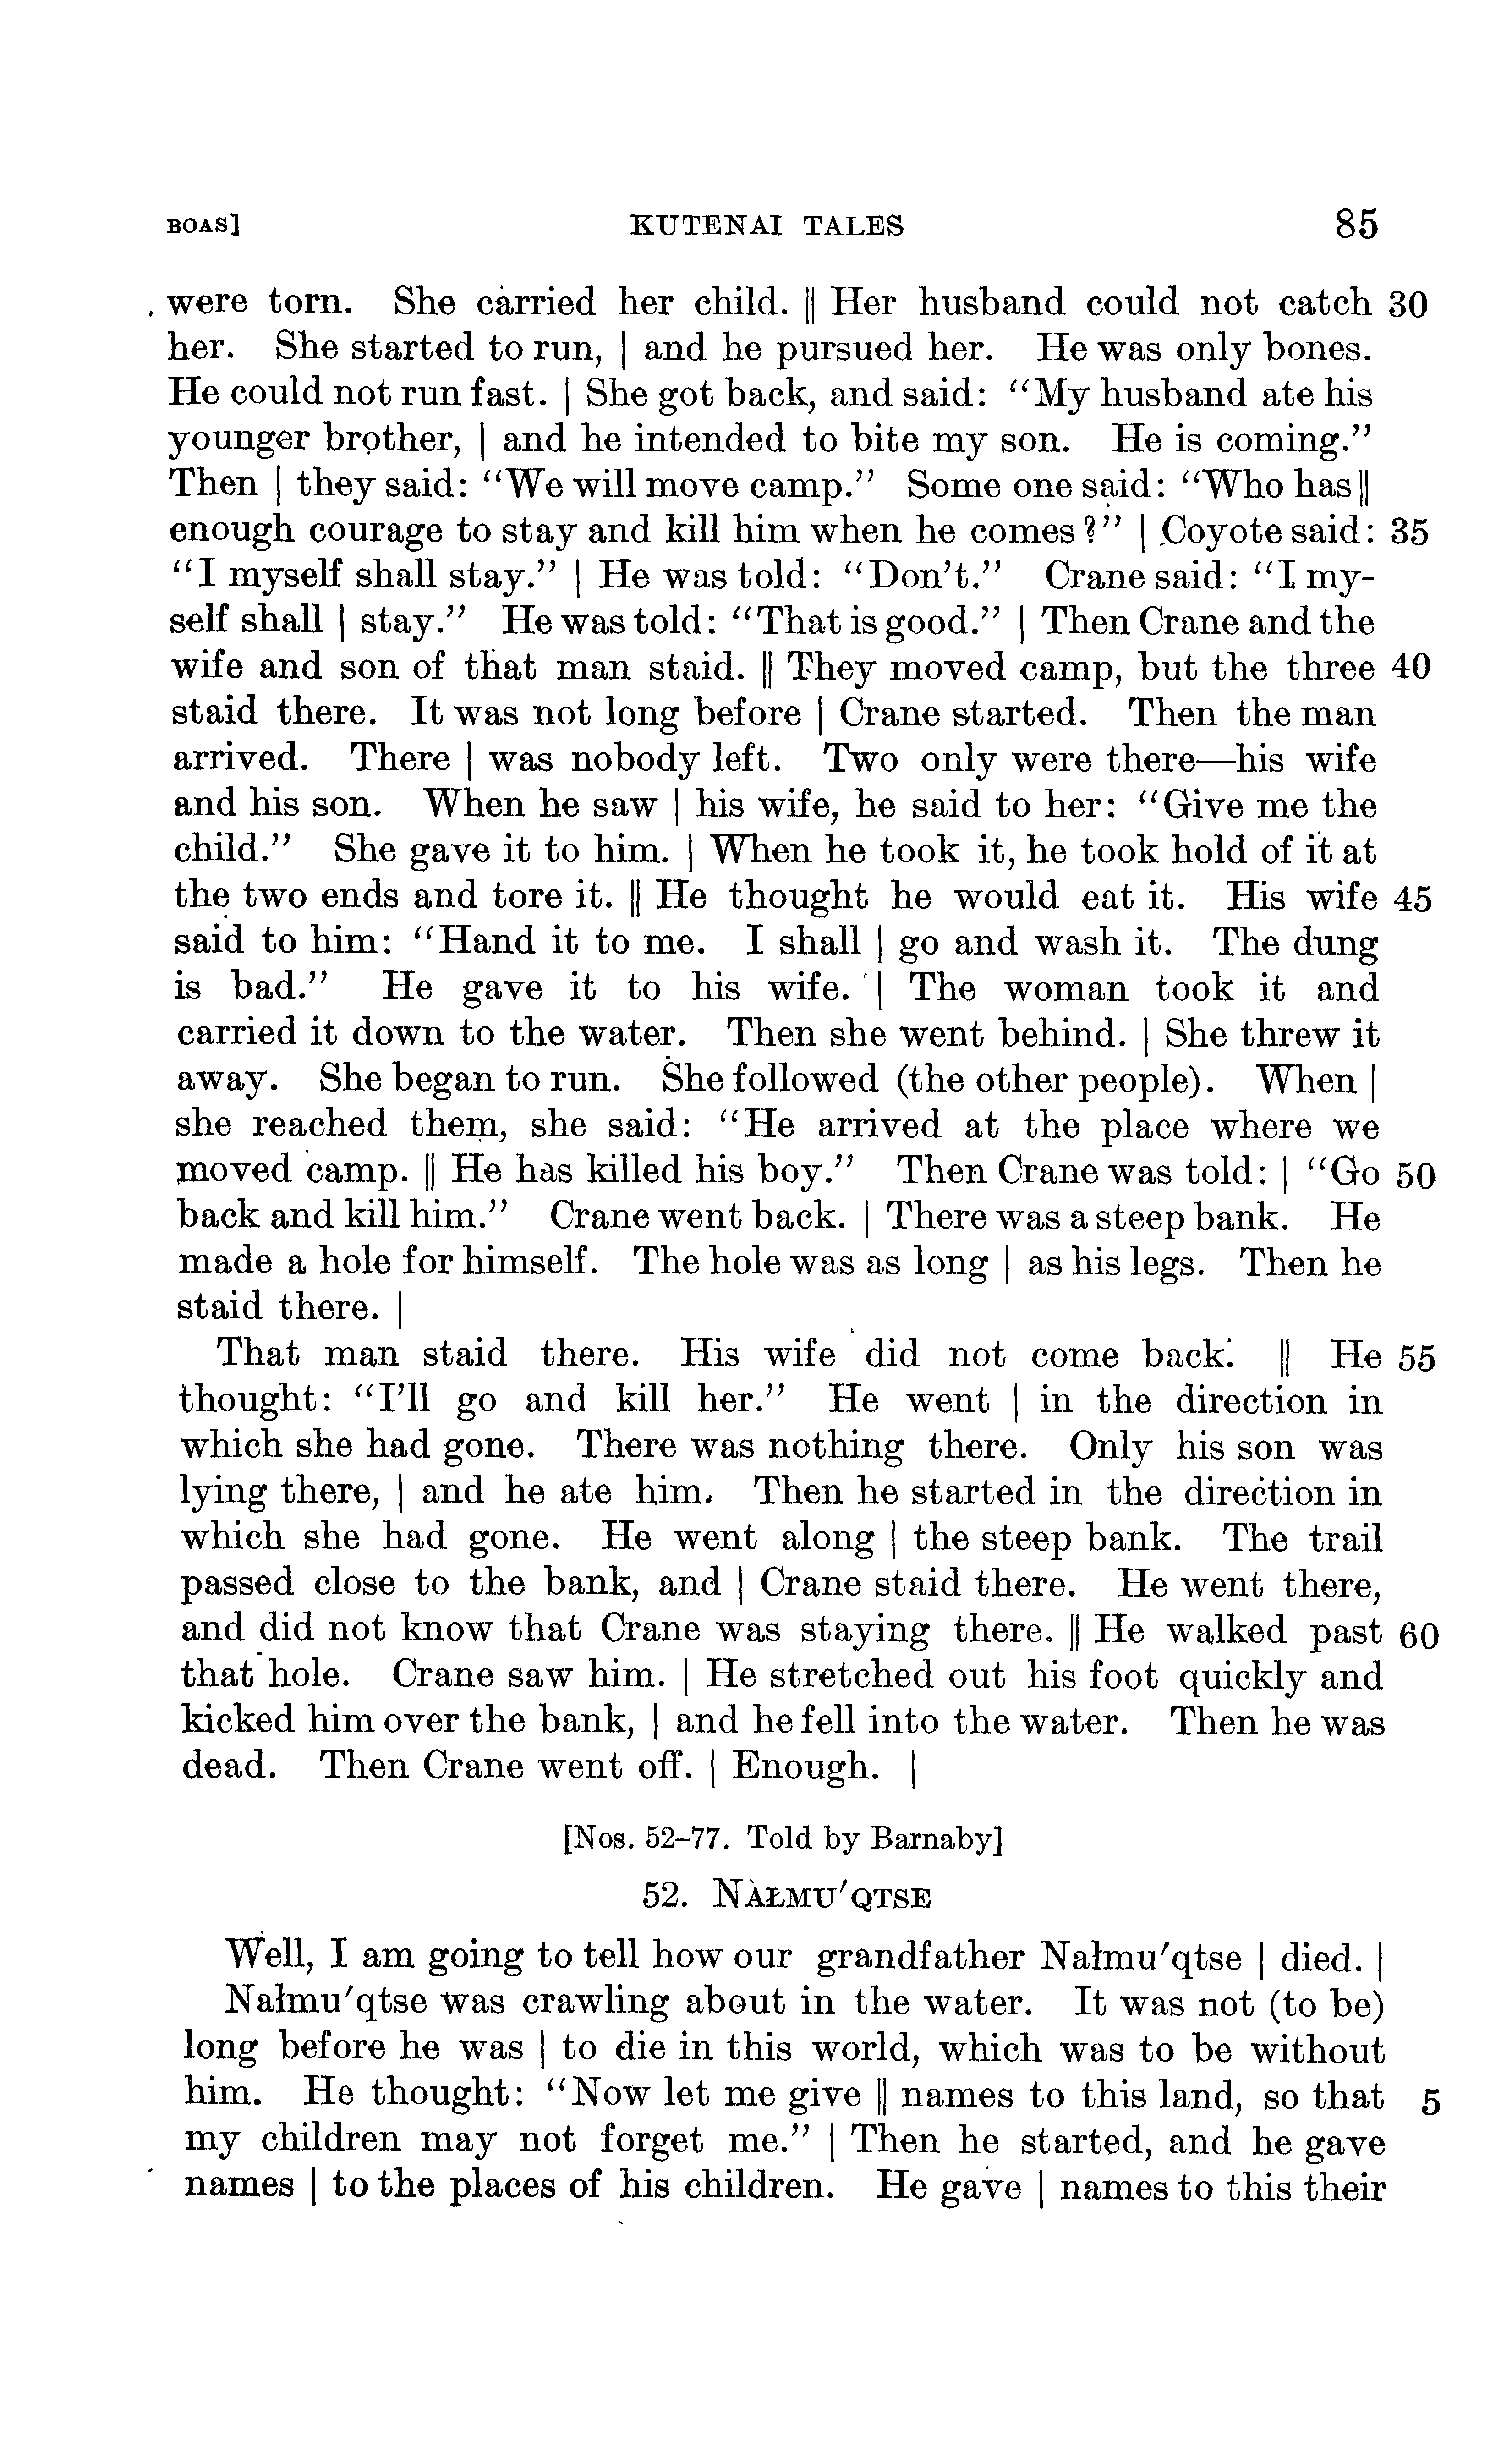 BOAS] KUTENAI TALES 85
were torn. She carried her child. || Her husband could not catch 30
her. She started to run, | and he pursued her. He was only bones.
He could not run fast. | She got back, and said: “My husband ate his
younger brother, | and he intended to bite my son. He is coming.”
Then | they said: “We will move camp.” Some one said: “Who has ||
enough courage to stay and kill him when he comes?” | Coyote said: 35
“I myself shall stay.” | He was told: “Don’t.” Crane said: “I my-
self shall | stay.” He was told: “That is good.” | Then Crane and the
wife and son of that man staid. || They moved camp, but the three 40
staid there. It was not long before | Crane started. Then the man
arrived. There | was nobody left. Two only were there—his wife
and his son. When he saw | his wife, he said to her: “Give me the
child.” She gave it to him. | When he took it, he took hold of it at
the two ends and tore it. || He thought he would eat it. His wife 45
said to him: “Hand it to me. I shall | go and wash it. The dung
is bad.” He gave it to his wife. | The woman took it and
carried it down to the water. Then she went behind. | She threw it
away. She began to run. She followed (the other people). When |
she reached them, she said: “He arrived at the place where we
moved camp. || He has killed his boy.” Then Crane was told: | “Go 50
back and kill him.” Crane went back. | There was a steep bank. He
made a hole for himself. The hole was as long | as his legs. Then he
staid there. |
That man staid there. His wife did not come back. || He 55
thought: “I’ll go and kill her.” He went | in the direction in
which she had gone. There was nothing there. Only his son was
lying there, | and he ate him. Then he started in the direction in
which she had gone. He went along | the steep bank. The trail
passed close to the bank, and | Crane staid there. He went there,
and did not know that Crane was staying there. || He walked past 60
that hole. Crane saw him. | He stretched out his foot quickly and
kicked him over the bank, | and he fell into the water. Then he was
dead. Then Crane went off. | Enough. |
[Nos. 52–77. Told by Barnaby]
52. NAŁMU′QTSE
Well, I am going to tell how our grandfather Nałmu′qtse | died. |
Nałmu′qtse was crawling about in the water. It was not (to be)
long before he was | to die in this world, which was to be without
him. He thought: “Now let me give || names to this land, so that 5
my children may not forget me.” | Then he started, and he gave
names | to the places of his children. He gave | names to this their